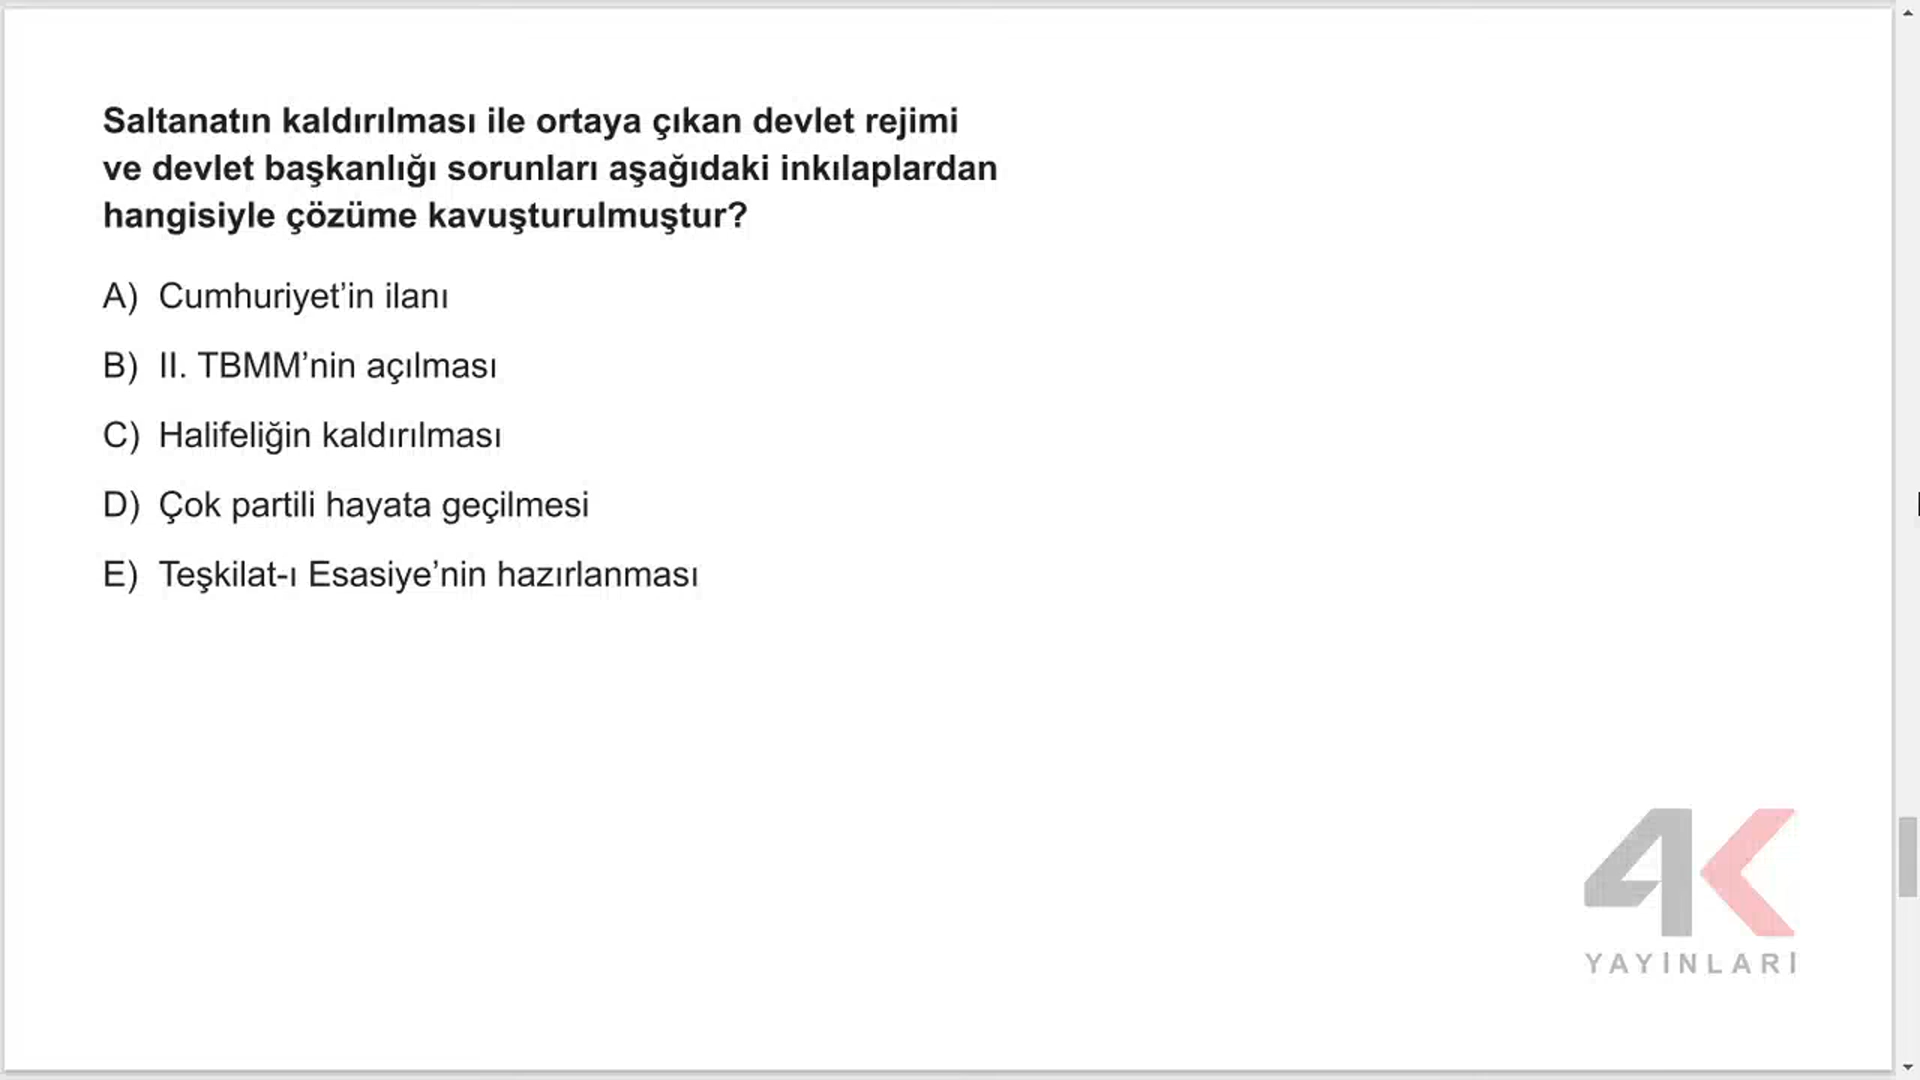 Saltanatın kaldırılması ile ortaya çıkan devlet rejimi
ve devlet başkanlığı sorunları aşağıdaki inkılaplardan
hangisiyle çözüme kavuşturulmuştur?
A) Cumhuriyet’in ilanı
B) II. TBMM’nin açılması
C) Halifeliğin kaldırılması
D) Çok partili hayata geçilmesi
E) Teşkilat-ı Esasiye’nin hazırlanması
4K
YAYINLARI